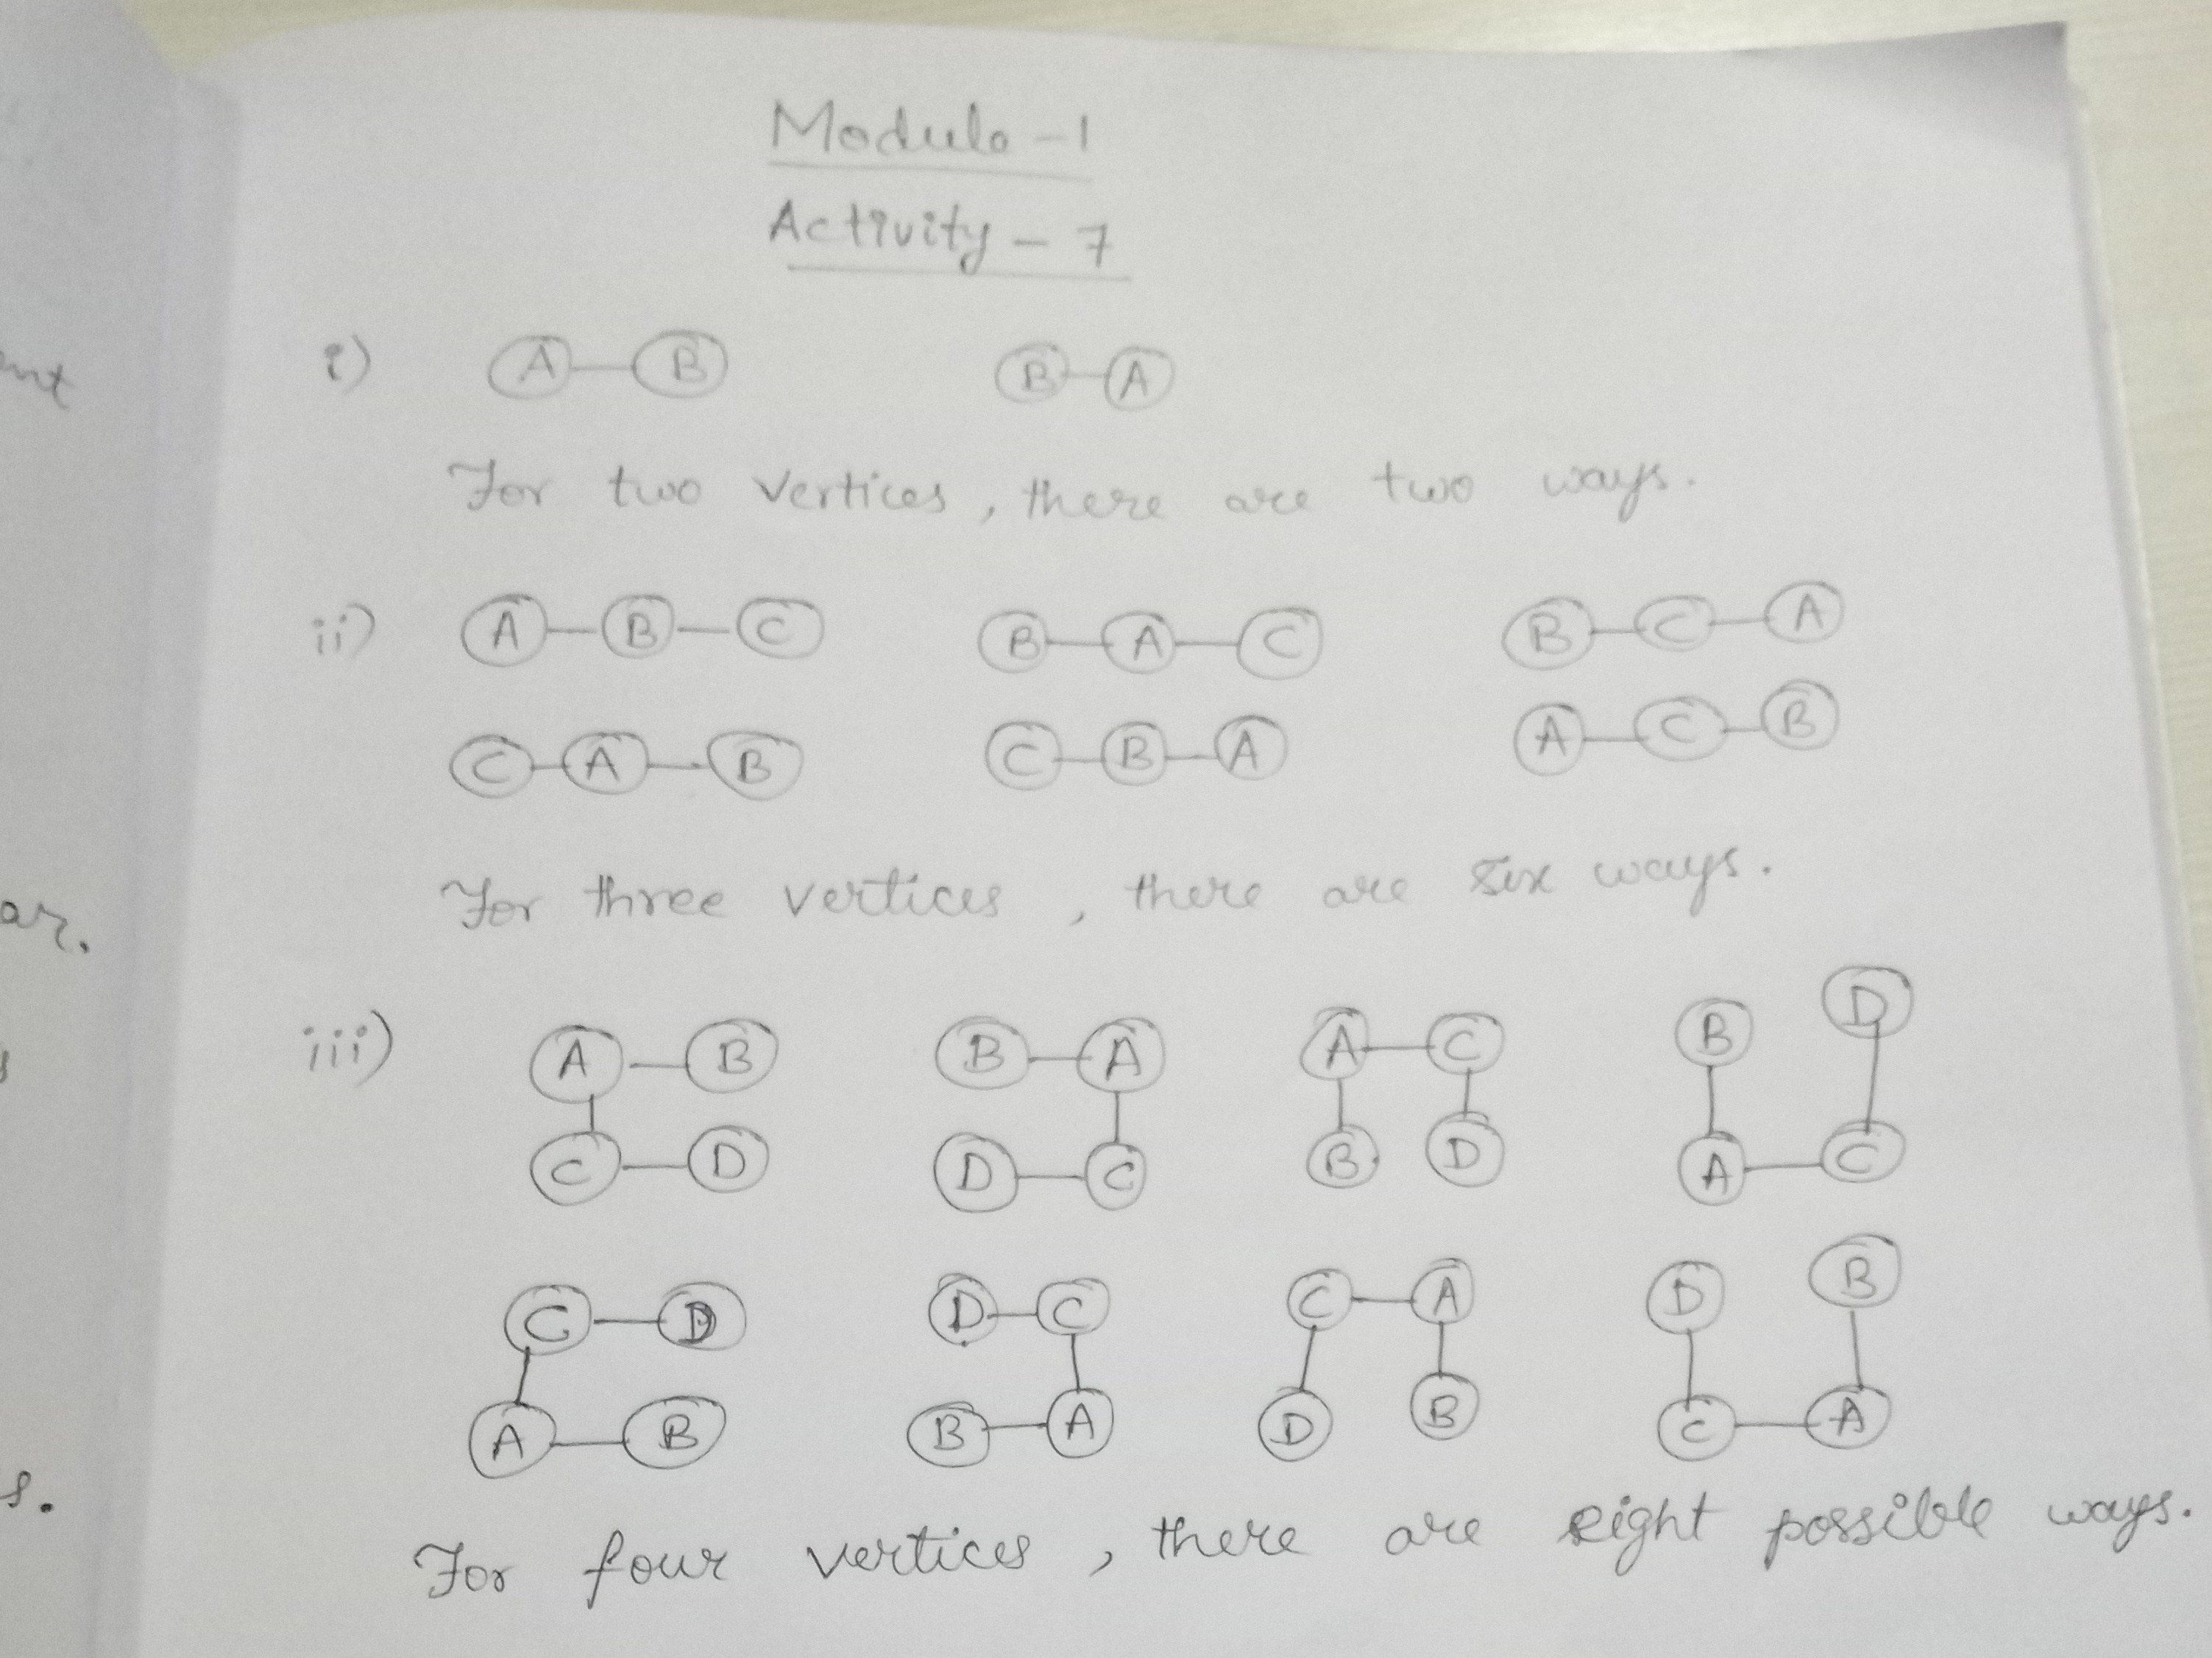 Module - 1
Activity - 7
i) A B B A
For two vertices, there are two ways.
ii) A B C B A C B C A
C A B C B A A C B
For three vertices, there are six ways.
iii) A B B A A C B D
C D D C B D A C
C D D C C A D B
A B B A D B C A
For four vertices, there are eight possible ways.
nt
ar.
s.